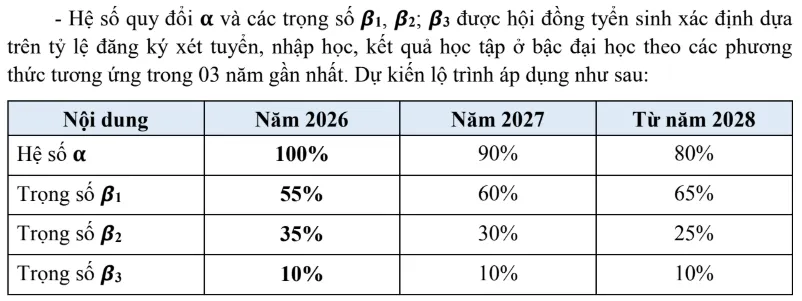 - Hệ số quy đổi α và các trọng số β1, β2; β3 được hội đồng tyển sinh xác định dựa
trên tỷ lệ đăng ký xét tuyển, nhập học, kết quả học tập ở bậc đại học theo các phương
thức tương ứng trong 03 năm gần nhất. Dự kiến lộ trình áp dụng như sau:
Nội dung Năm 2026 Năm 2027 Từ năm 2028
Hệ số α 100% 90% 80%
Trọng số β1 55% 60% 65%
Trọng số β2 35% 30% 25%
Trọng số β3 10% 10% 10%